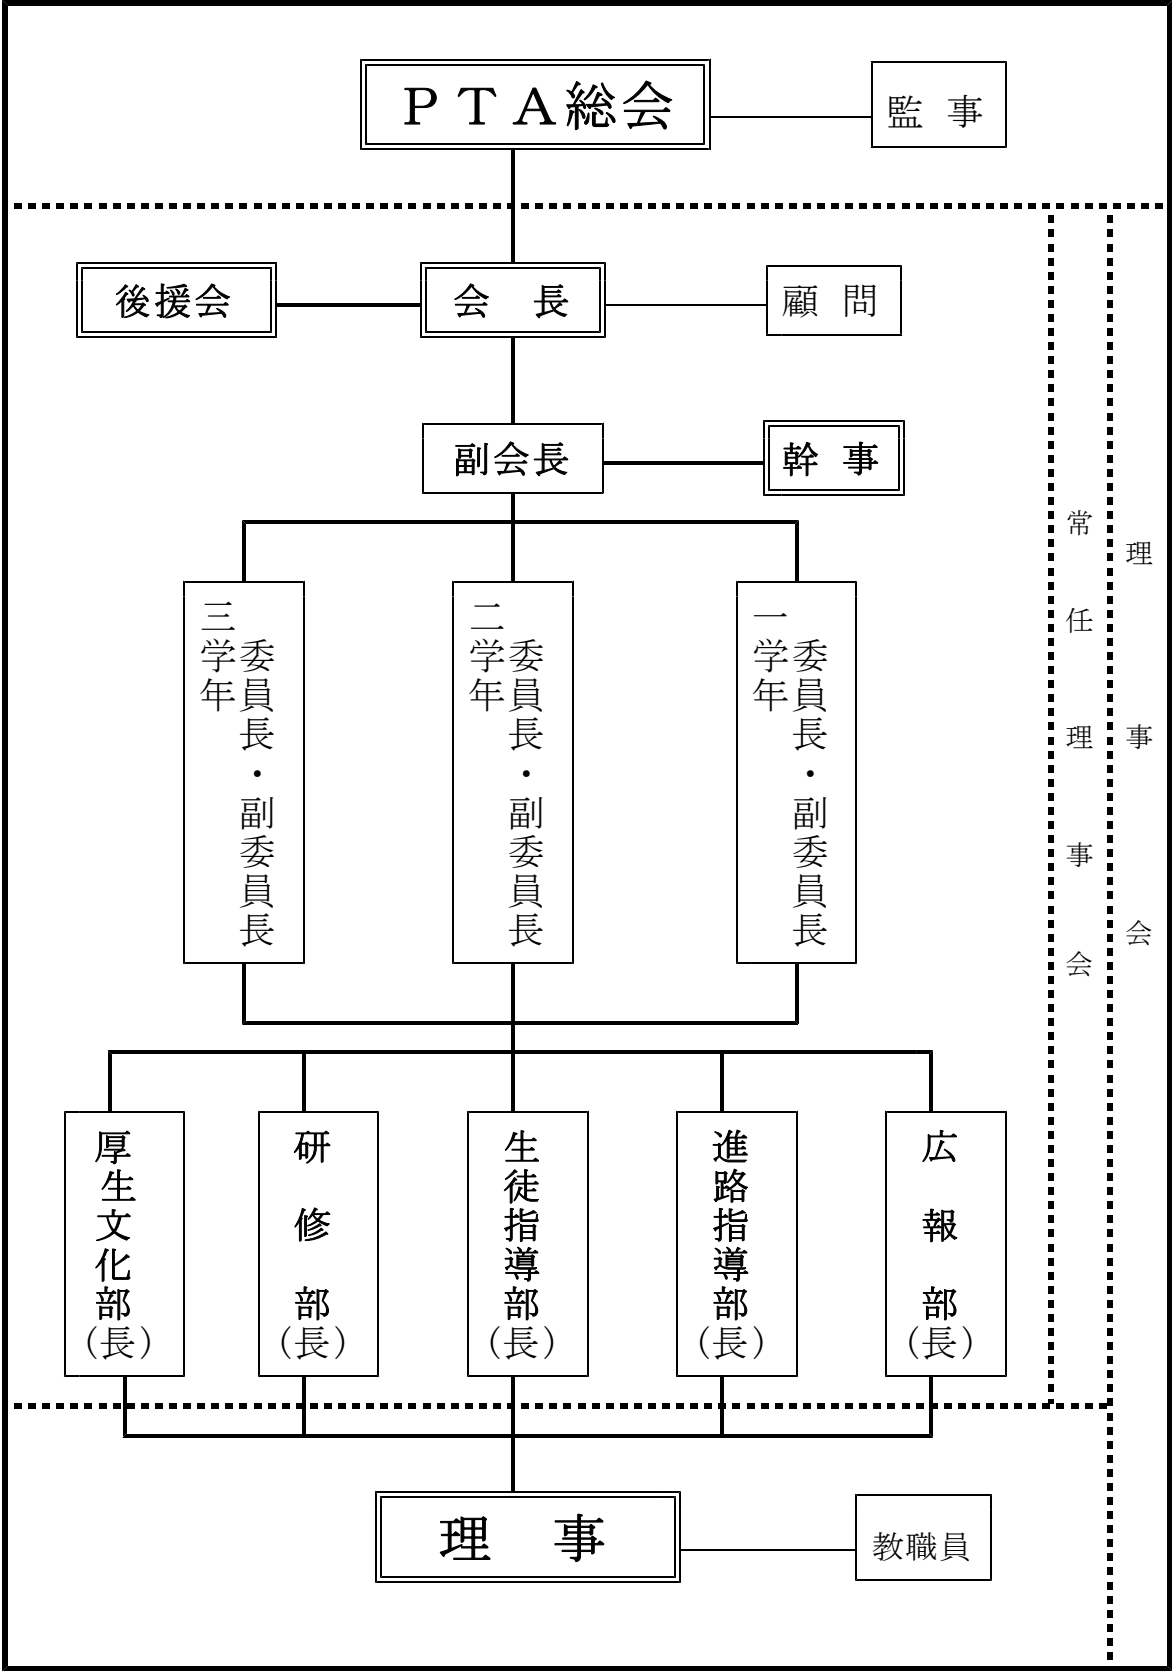 ＰＴＡ総会
監 事
後援会
会 長
顧 問
副会長
幹 事
一学年
委員長・副委員長
二学年
委員長・副委員長
三学年
委員長・副委員長
広報部(長)
進路指導部(長)
生徒指導部(長)
研修部(長)
厚生文化部(長)
理 事
教職員
理事会
常任理事会